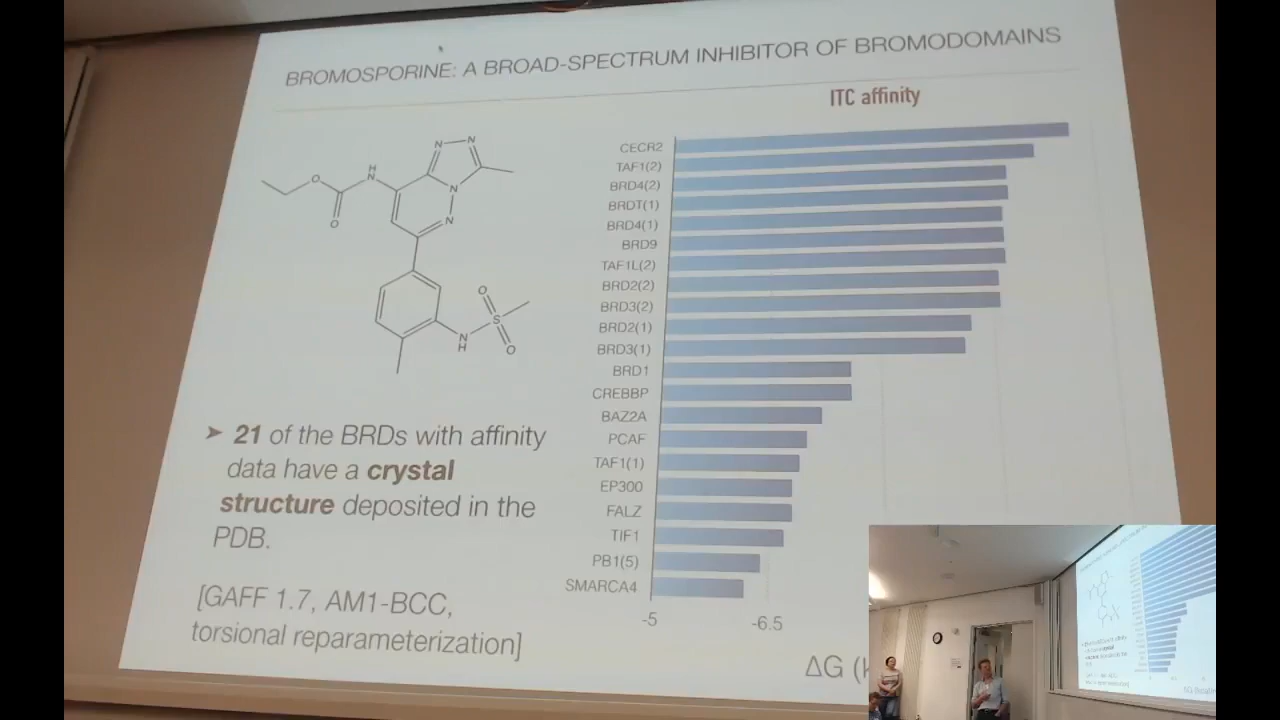 BROMOSPORINE: A BROAD-SPECTRUM INHIBITOR OF BROMODOMAINS
ITC affinity
CECR2
TAF1(2)
BRD4(2)
BRDT(1)
BRD4(1)
BRD9
TAF1L(2)
BRD2(2)
BRD3(2)
BRD2(1)
BRD3(1)
BRD1
CREBBP
BAZ2A
PCAF
TAF1(1)
EP300
FALZ
TIF1
PB1(5)
SMARCA4
-5
-6.5
ΔG (
N
N
H
N
O
O
N
N
O
S
N
H
O
➤ 21 of the BRDs with affinity
data have a crystal
structure deposited in the
PDB.
[GAFF 1.7, AM1-BCC,
torsional reparameterization]